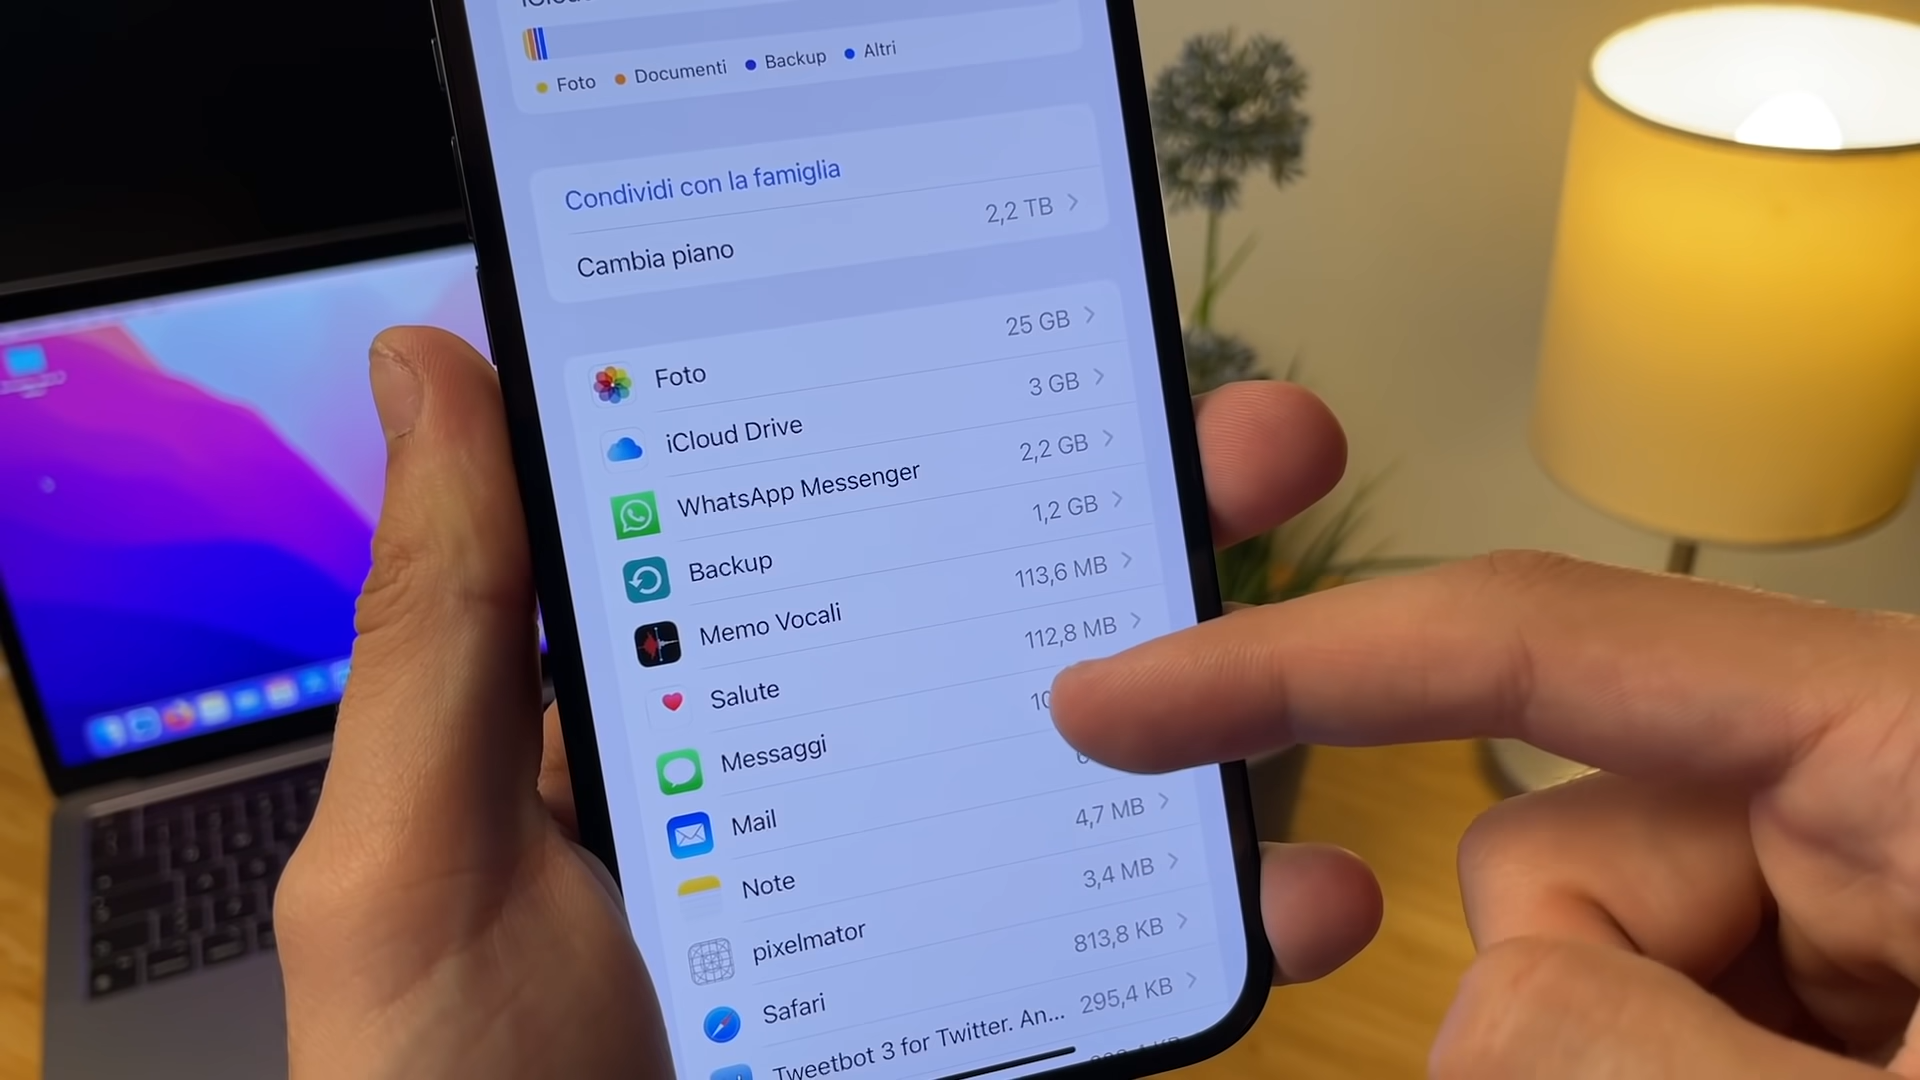 Foto Documenti Backup Altri
Condividi con la famiglia
Cambia piano 2,2 TB
Foto 25 GB
iCloud Drive 3 GB
WhatsApp Messenger 2,2 GB
Backup 1,2 GB
Memo Vocali 113,6 MB
Salute 112,8 MB
Messaggi
Mail
Note 4,7 MB
pixelmator 3,4 MB
Safari 813,8 KB
Tweetbot 3 for Twitter. An... 295,4 KB